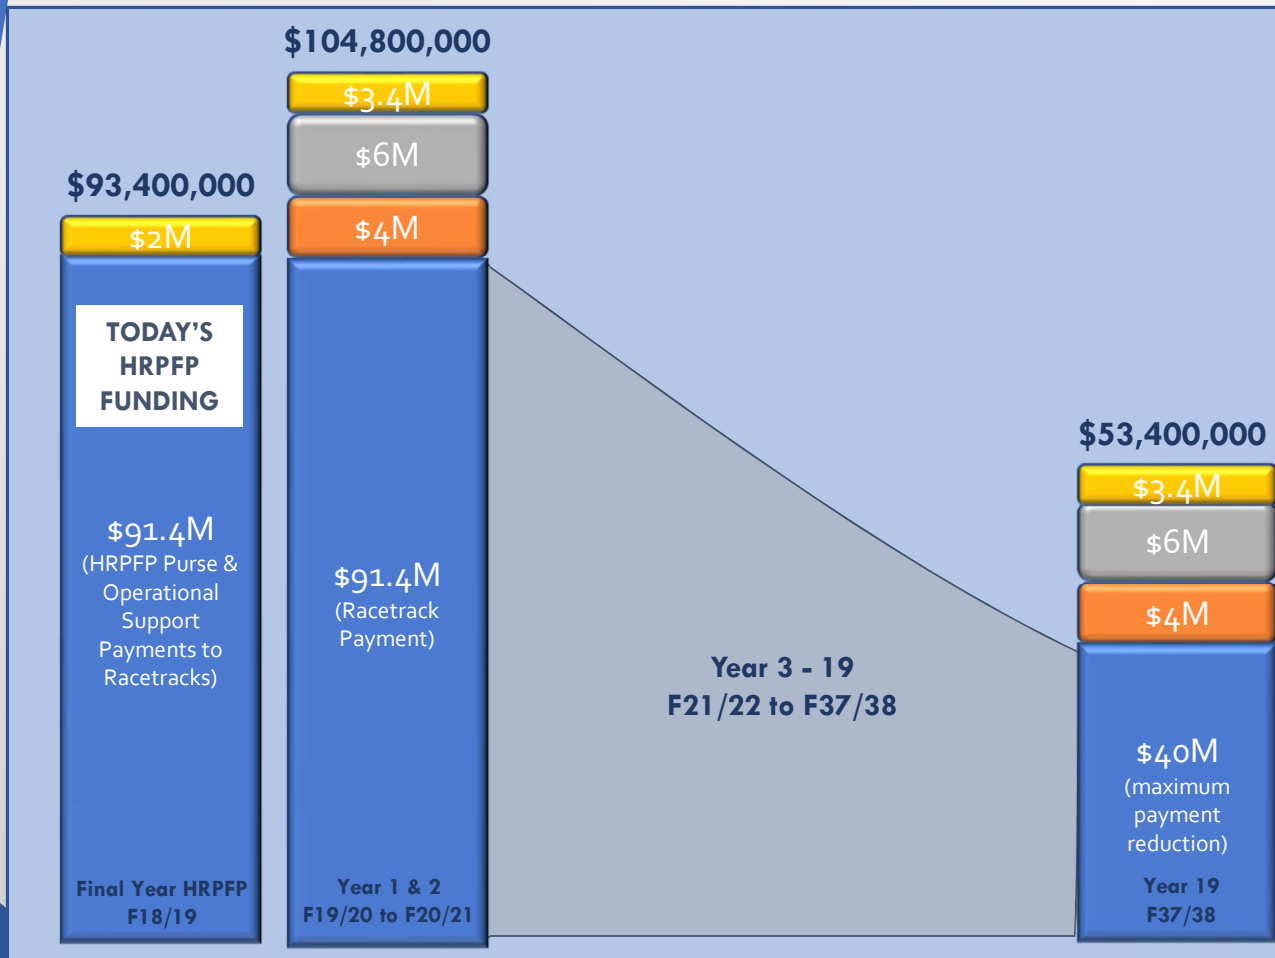 $93,400,000
$2M
TODAY'S
HRPFP
FUNDING
$91.4M
(HRPFP Purse &
Operational
Support
Payments to
Racetracks)
Final Year HRPFP
F18/19
$104,800,000
$3.4M
$6M
$4M
$91.4M
(Racetrack
Payment)
Year 1 & 2
F19/20 to F20/21
Year 3 - 19
F21/22 to F37/38
$53,400,000
$3.4M
$6M
$4M
$40M
(maximum
payment
reduction)
Year 19
F37/38